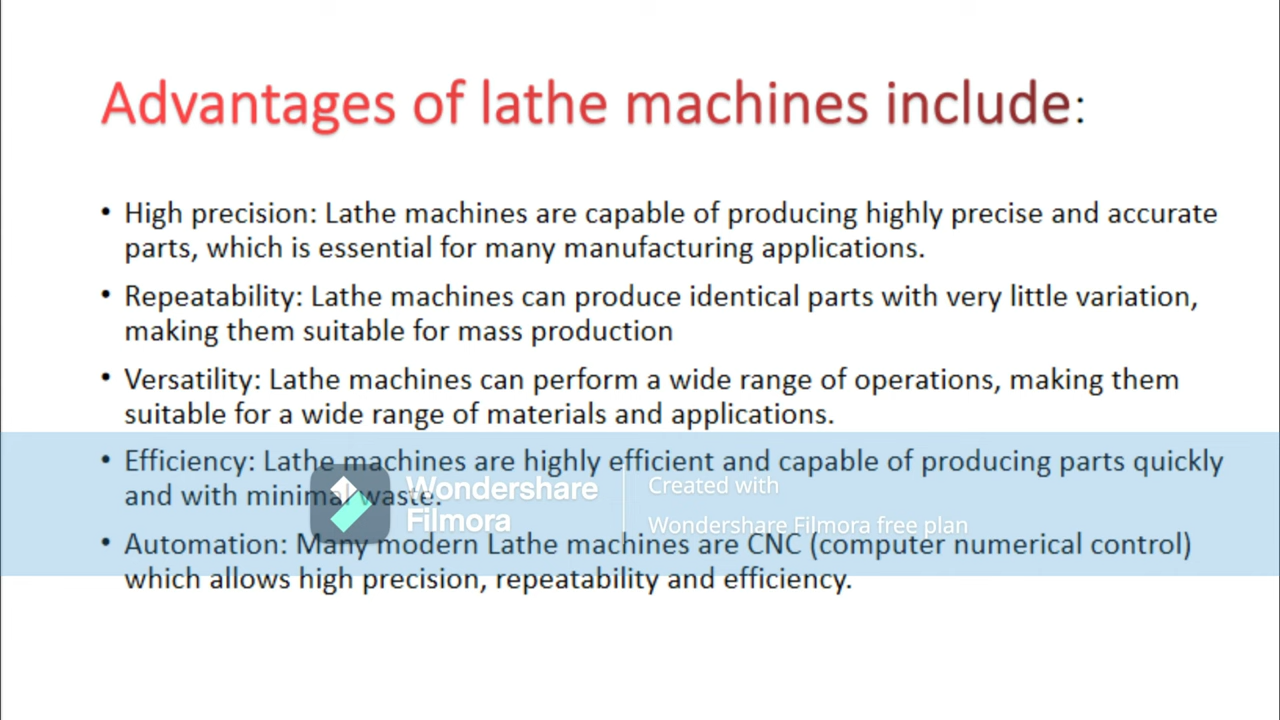 Advantages of lathe machines include:
• High precision: Lathe machines are capable of producing highly precise and accurate
parts, which is essential for many manufacturing applications.
• Repeatability: Lathe machines can produce identical parts with very little variation,
making them suitable for mass production
• Versatility: Lathe machines can perform a wide range of operations, making them
suitable for a wide range of materials and applications.
• Efficiency: Lathe machines are highly efficient and capable of producing parts quickly
and with minimal waste.
Wondershare
Filmora
Created with
Wondershare Filmora free plan
• Automation: Many modern Lathe machines are CNC (computer numerical control)
which allows high precision, repeatability and efficiency.